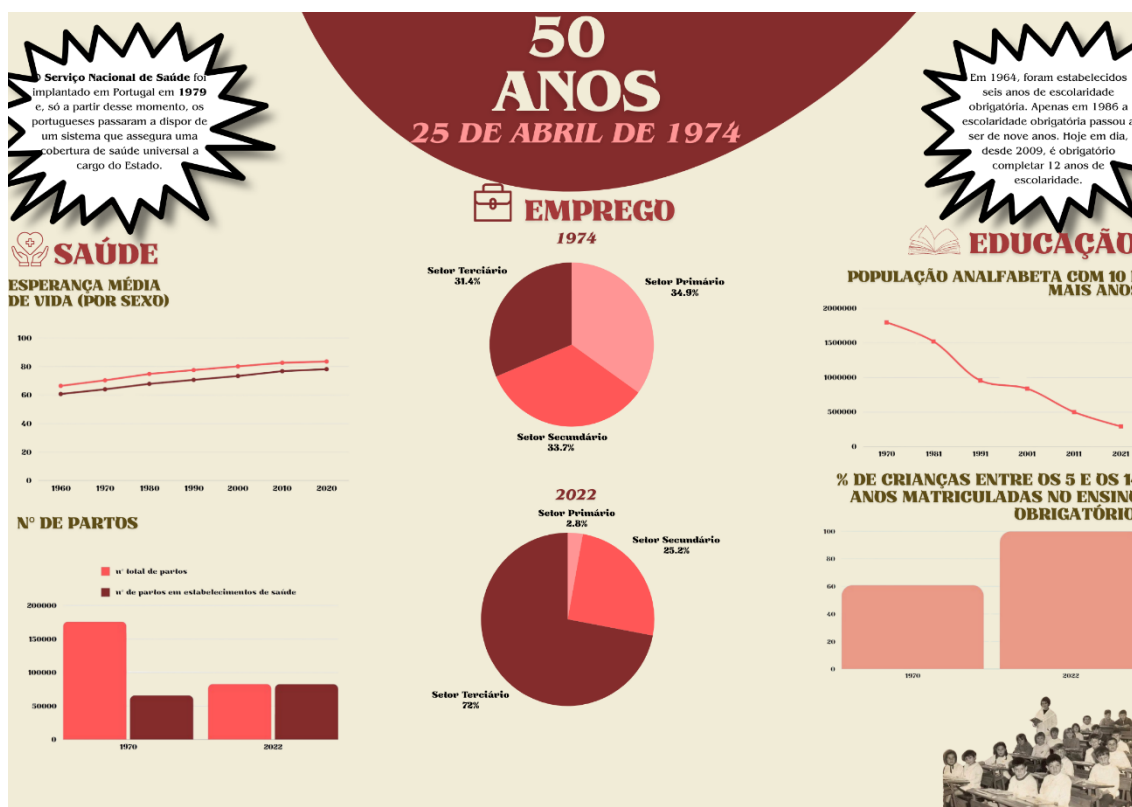 50
ANOS
25 DE ABRIL DE 1974
Serviço Nacional de Saúde foi
implantado em Portugal em 1979
e, só a partir desse momento, os
portugueses passaram a dispor de
um sistema que assegura uma
cobertura de saúde universal a
cargo do Estado.
SAÚDE
ESPERANÇA MÉDIA
DE VIDA (POR SEXO)
100
80
60
40
20
0
1960 1970 1980 1990 2000 2010 2020
Nº DE PARTOS
nº total de partos
nº de partos em estabelecimentos de saúde
200000
150000
100000
50000
0
1970 2022
EMPREGO
1974
Setor Terciário
31.4%
Setor Primário
34.9%
Setor Secundário
33.7%
2022
Setor Primário
2.8%
Setor Secundário
25.2%
Setor Terciário
72%
Em 1964, foram estabelecidos
seis anos de escolaridade
obrigatória. Apenas em 1986 a
escolaridade obrigatória passou a
ser de nove anos. Hoje em dia,
desde 2009, é obrigatório
completar 12 anos de
escolaridade.
EDUCAÇÃO
POPULAÇÃO ANALFABETA COM 10
MAIS ANOS
2000000
1500000
1000000
500000
0
1970 1981 1991 2001 2011 2021
% DE CRIANÇAS ENTRE OS 5 E OS 14
ANOS MATRICULADAS NO ENSINO
OBRIGATÓRIO
100
80
60
40
20
0
1970 2022